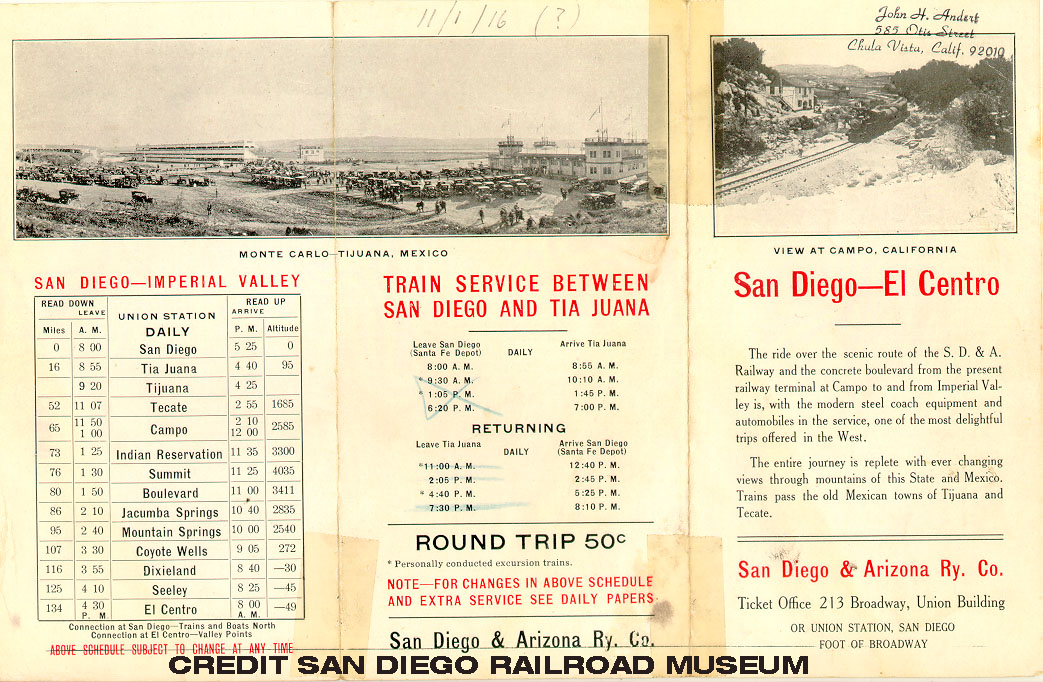 11/1/16 (?)
John H. Anderf
585 Otis Street
Chula Vista, Calif. 92010
MONTE CARLO—TIJUANA, MEXICO
SAN DIEGO—IMPERIAL VALLEY
READ DOWN READ UP
LEAVE UNION STATION ARRIVE
Miles A. M. DAILY P. M. Altitude
0 8 00 San Diego 5 25 0
16 8 55 Tia Juana 4 40 95
9 20 Tijuana 4 25
52 11 07 Tecate 2 55 1685
65 11 50 Campo 2 10 2585
1 00 12 00
73 1 25 Indian Reservation 11 35 3300
76 1 30 Summit 11 25 4035
80 1 50 Boulevard 11 00 3411
86 2 10 Jacumba Springs 10 40 2835
95 2 40 Mountain Springs 10 00 2540
107 3 30 Coyote Wells 9 05 272
116 3 55 Dixieland 8 40 —30
125 4 10 Seeley 8 25 —45
134 4 30 El Centro 8 00 —49
P. M A. M.
Connection at San Diego—Trains and Boats North
Connection at El Centro—Valley Points
ABOVE SCHEDULE SUBJECT TO CHANGE AT ANY TIME
TRAIN SERVICE BETWEEN
SAN DIEGO AND TIA JUANA
Leave San Diego Arrive Tia Juana
(Santa Fe Depot) DAILY
8:00 A. M. 8:55 A. M.
* 9:30 A. M. 10:10 A. M.
* 1:05 P. M. 1:45 P. M.
6:20 P. M. 7:00 P. M.
RETURNING
Leave Tia Juana Arrive San Diego
DAILY (Santa Fe Depot)
*11:00 A. M. 12:40 P. M.
2:05 P. M. 2:45 P. M.
* 4:40 P. M. 5:25 P. M.
7:30 P. M. 8:10 P. M.
ROUND TRIP 50c
* Personally conducted excursion trains.
NOTE—FOR CHANGES IN ABOVE SCHEDULE
AND EXTRA SERVICE SEE DAILY PAPERS
San Diego & Arizona Ry. Co.
VIEW AT CAMPO, CALIFORNIA
San Diego—El Centro
The ride over the scenic route of the S. D. & A.
Railway and the concrete boulevard from the present
railway terminal at Campo to and from Imperial Val-
ley is, with the modern steel coach equipment and
automobiles in the service, one of the most delightful
trips offered in the West.
The entire journey is replete with ever changing
views through mountains of this State and Mexico.
Trains pass the old Mexican towns of Tijuana and
Tecate.
San Diego & Arizona Ry. Co.
Ticket Office 213 Broadway, Union Building
OR UNION STATION, SAN DIEGO
FOOT OF BROADWAY
CREDIT SAN DIEGO RAILROAD MUSEUM